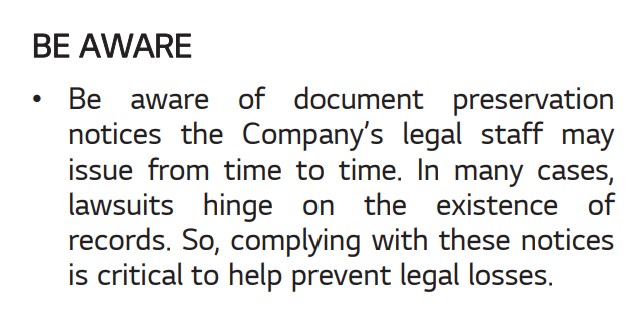 BE AWARE
• Be aware of document preservation
notices the Company's legal staff may
issue from time to time. In many cases,
lawsuits hinge on the existence of
records. So, complying with these notices
is critical to help prevent legal losses.